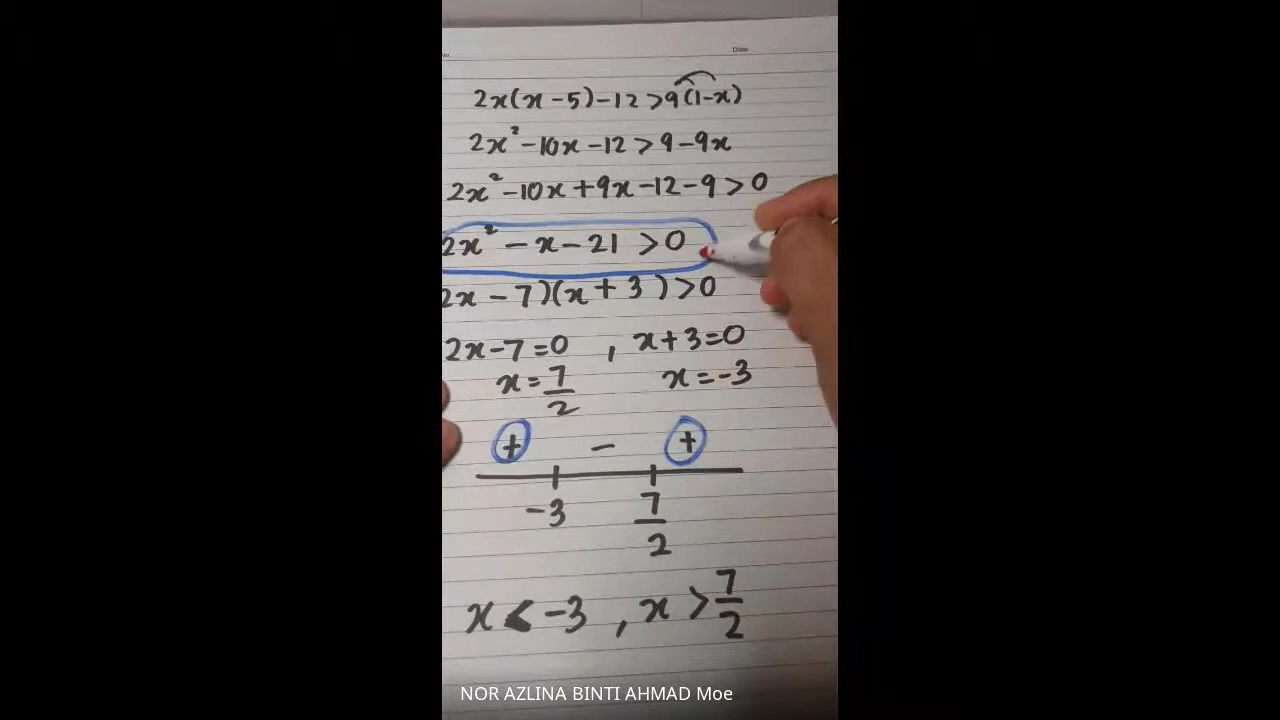 No.
Date
2x(x-5)-12>9(1-x)
2x²-10x-12>9-9x
2x²-10x+9x-12-9>0
2x²-x-21>0
2x-7)(x+3)>0
2x-7=0, x+3=0
x=7/2 x=-3
+ - +
-3 7/2
x<-3, x>7/2
NOR AZLINA BINTI AHMAD Moe